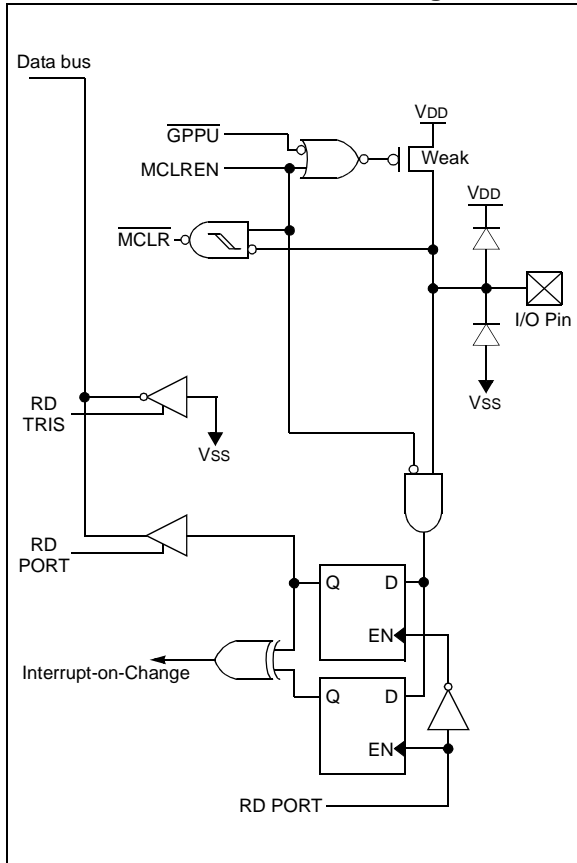 Data bus
GPPU
MCLREN
VDD
Weak
MCLR
VDD
I/O Pin
VSS
RD
TRIS
VSS
RD
PORT
Q
D
EN
Interrupt-on-Change
Q
D
EN
RD PORT